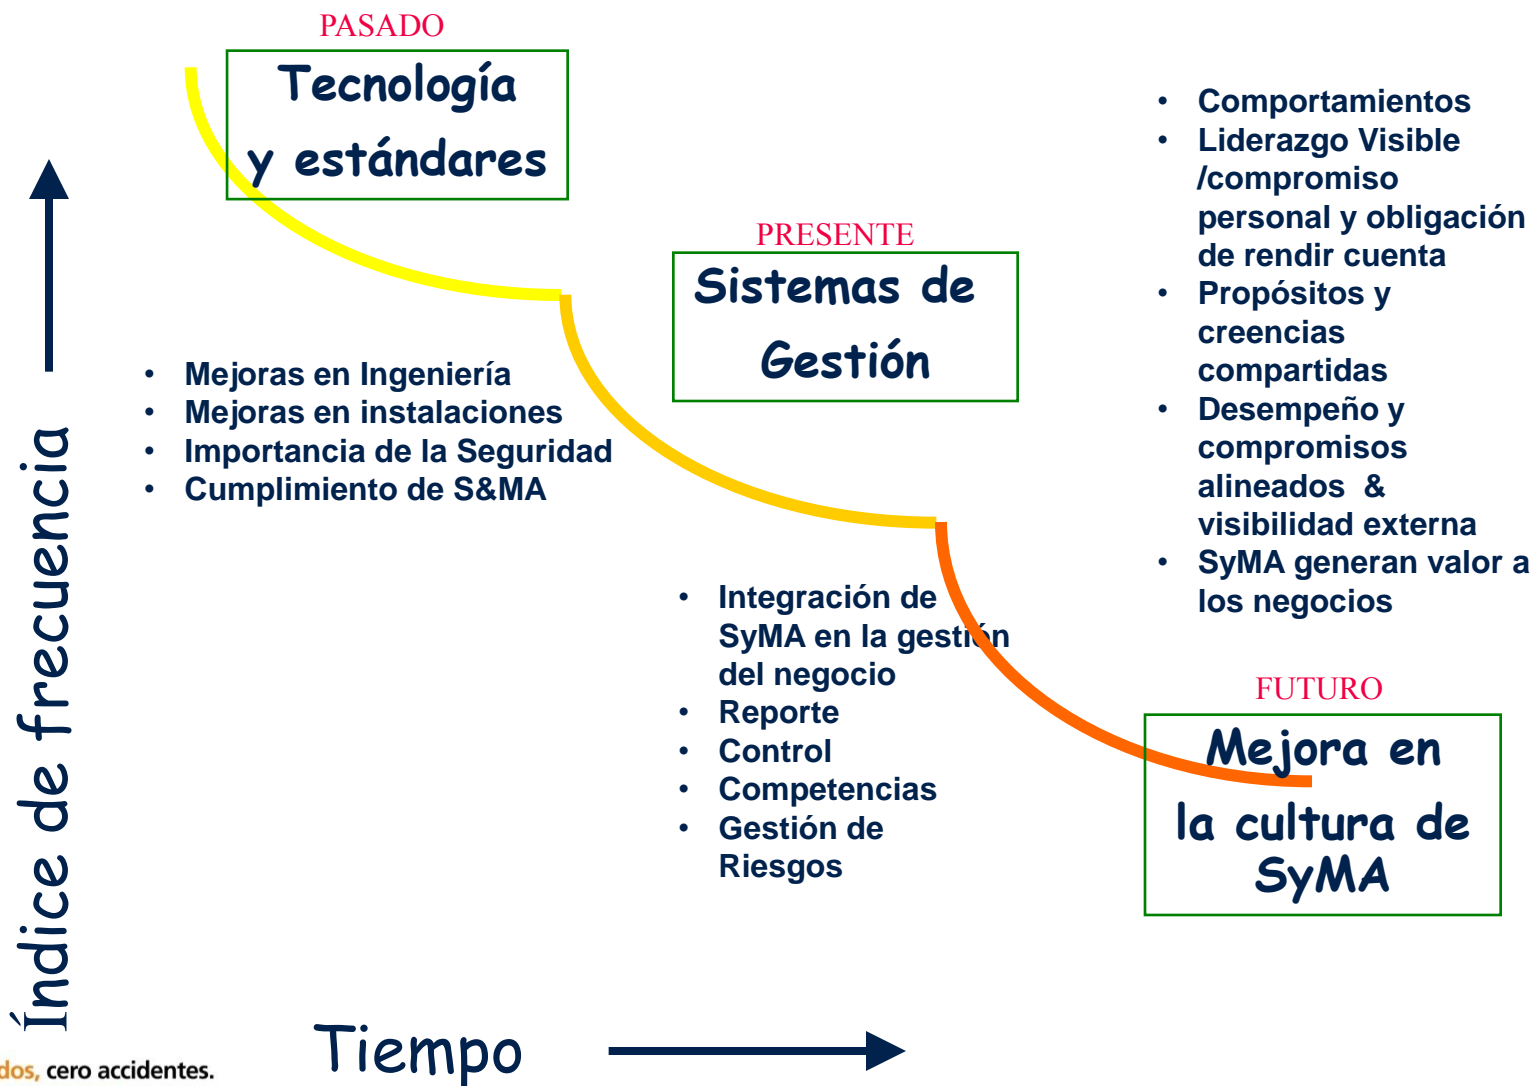 PASADO
Tecnología
y estándares
• Comportamientos
• Liderazgo Visible
/compromiso
personal y obligación
de rendir cuenta
• Propósitos y
creencias
compartidas
• Desempeño y
compromisos
alineados &
visibilidad externa
• SyMA generan valor a
los negocios
PRESENTE
Sistemas de
Gestión
• Mejoras en Ingeniería
• Mejoras en instalaciones
• Importancia de la Seguridad
• Cumplimiento de S&MA
• Integración de
SyMA en la gestión
del negocio
• Reporte
• Control
• Competencias
• Gestión de
Riesgos
FUTURO
Mejora en
la cultura de
SyMA
Índice de frecuencia
Tiempo
cero accidentes.